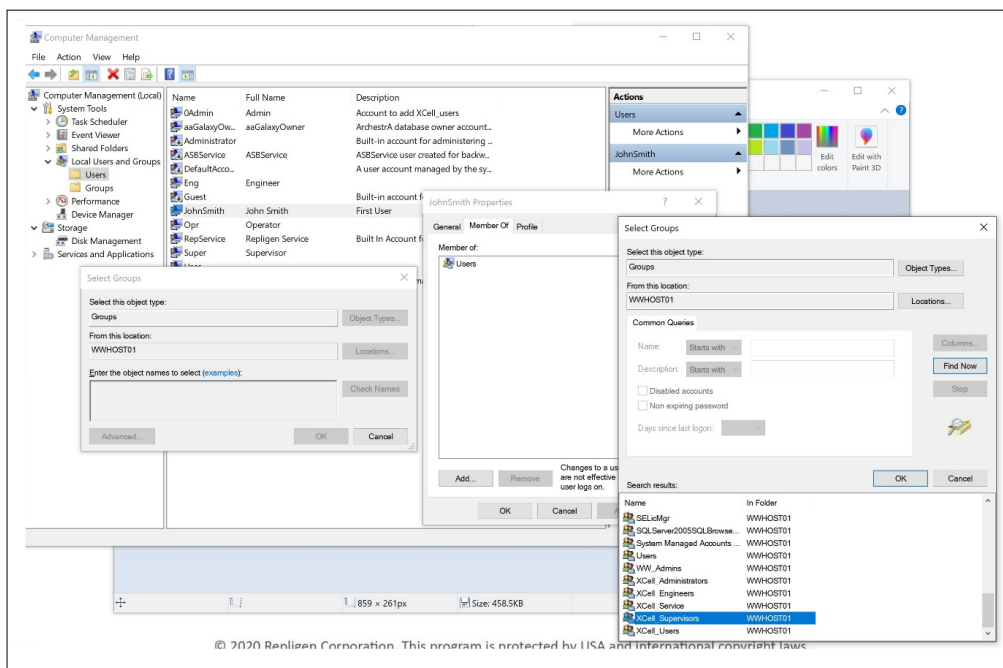 Computer Management
File Action View Help
Computer Management (Local)
System Tools
Task Scheduler
Event Viewer
Shared Folders
Local Users and Groups
Users
Groups
Performance
Device Manager
Storage
Disk Management
Services and Applications
Name Full Name Description
0Admin Admin Account to add XCell_users
aaGalaxyOw... aaGalaxyOwner ArchestrA database owner account...
Administrator Built-in account for administering ...
ASBService ASBService ASBService user created for backw...
DefaultAcco... A user account managed by the sy...
Eng Engineer
Guest Built-in account f
JohnSmith John Smith First User
Opr Operator
RepService Repligen Service Built In Account f
Super Supervisor
Actions
Users
More Actions
JohnSmith
More Actions
Edit colors
Edit with Paint 3D
Select Groups
Select this object type:
Groups
Object Types...
From this location:
WWHOST01
Locations...
Enter the object names to select (examples):
Check Names
Advanced...
OK Cancel
JohnSmith Properties
General Member Of Profile
Member of:
Users
Add... Remove
Changes to a us
are not effective
user logs on.
OK Cancel
Select Groups
Select this object type:
Groups
Object Types...
From this location:
WWHOST01
Locations...
Common Queries
Name: Starts with
Description: Starts with
Disabled accounts
Non expiring password
Days since last logon:
Columns...
Find Now
Stop
OK Cancel
Search results:
Name In Folder
SELicMgr WWHOST01
SQLServer2005SQLBrowse... WWHOST01
System Managed Accounts ... WWHOST01
Users WWHOST01
WW_Admins WWHOST01
XCell_Administrators WWHOST01
XCell_Engineers WWHOST01
XCell_Service WWHOST01
XCell_Supervisors WWHOST01
XCell_Users WWHOST01
859 × 261px
Size: 458.5KB
© 2020 Repligen Corporation. This program is protected by USA and international copyright laws